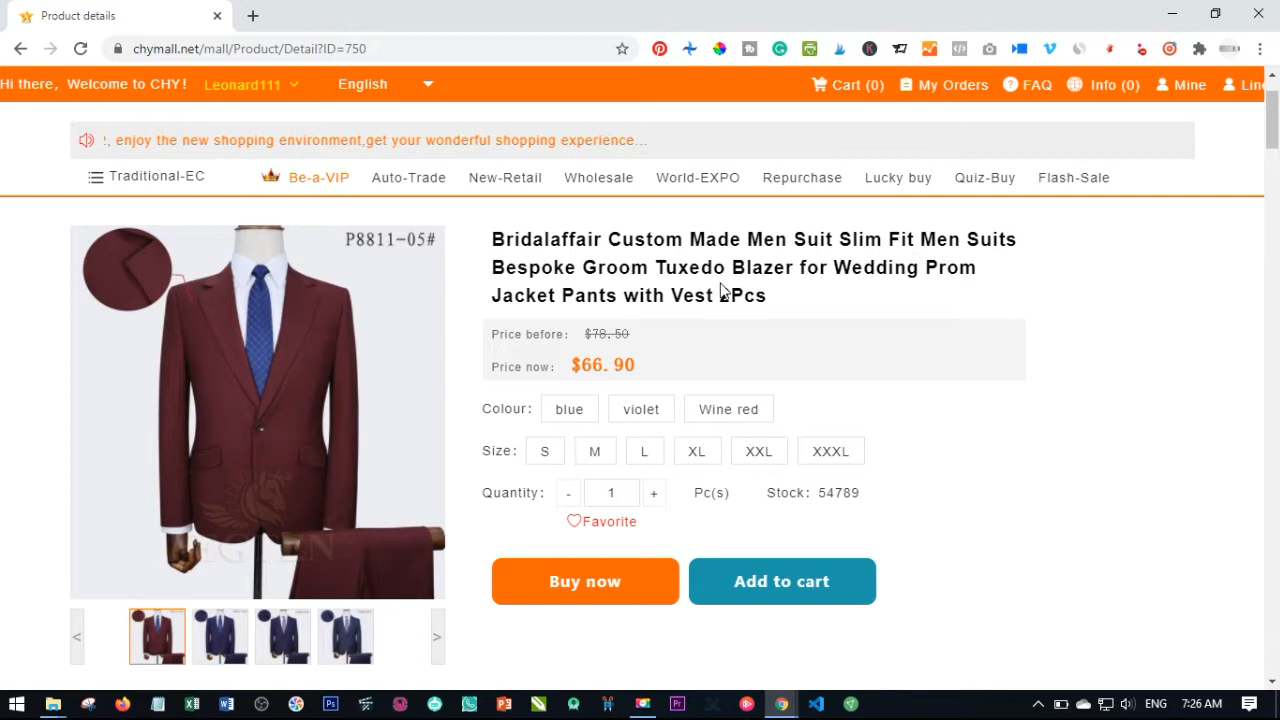 Product details
chymall.net/mall/Product/Detail?ID=750
Hi there, Welcome to CHY! Leonard111 English Cart (0) My Orders FAQ Info (0) Mine
enjoy the new shopping environment,get your wonderful shopping experience...
Traditional-EC Be-a-VIP Auto-Trade New-Retail Wholesale World-EXPO Repurchase Lucky buy Quiz-Buy Flash-Sale
P8811-05#
Bridalaffair Custom Made Men Suit Slim Fit Men Suits
Bespoke Groom Tuxedo Blazer for Wedding Prom
Jacket Pants with Vest
Price before: $78.50
Price now: $66.90
Colour: blue violet Wine red
Size: S M L XL XXL XXXL
Quantity: - 1 + Pc(s) Stock: 54789
Favorite
Buy now Add to cart
< >
ENG 7:26 AM